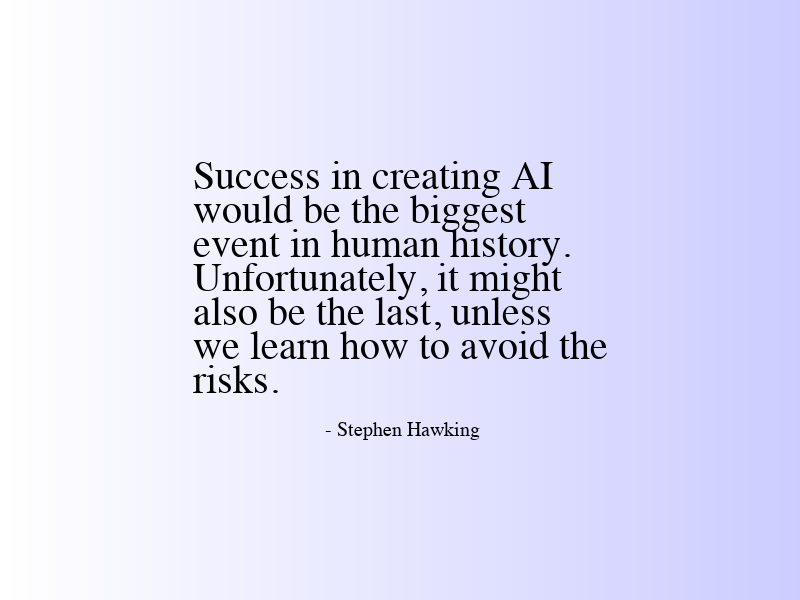 Success in creating AI
would be the biggest
event in human history.
Unfortunately, it might
also be the last, unless
we learn how to avoid the
risks.
- Stephen Hawking